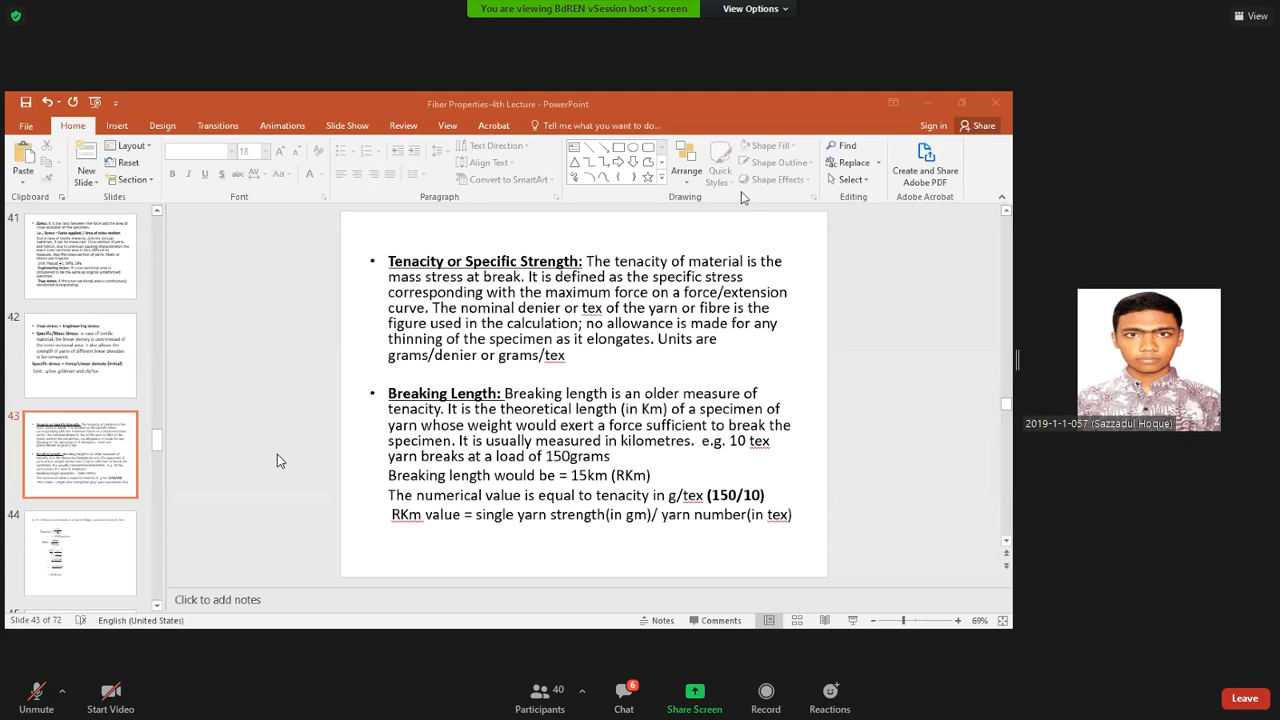 You are viewing BdREN vSession host's screen
View Options
View
Fiber Properties-4th Lecture - PowerPoint
File Home Insert Design Transitions Animations Slide Show Review View Acrobat Tell me what you want to do... Sign in Share
Paste
New
Slide
Layout
Reset
Section
18
B I U S abc AV Aa A
Text Direction
Align Text
Convert to SmartArt
Arrange
Quick
Styles
Shape Fill
Shape Outline
Shape Effects
Find
Replace
Select
Create and Share
Adobe PDF
Clipboard Slides Font Paragraph Drawing Editing Adobe Acrobat
41
42
True stress > Engineering stress
43
44
• Tenacity or Specific Strength: The tenacity of material is the
mass stress at break. It is defined as the specific stress
corresponding with the maximum force on a force/extension
curve. The nominal denier or tex of the yarn or fibre is the
figure used in the calculation; no allowance is made for any
thinning of the specimen as it elongates. Units are
grams/denier or grams/tex
• Breaking Length: Breaking length is an older measure of
tenacity. It is the theoretical length (in Km) of a specimen of
yarn whose weight would exert a force sufficient to break the
specimen. It is usually measured in kilometres. e.g. 10 tex
yarn breaks at a load of 150grams
Breaking length would be = 15km (RKm)
The numerical value is equal to tenacity in g/tex (150/10)
RKm value = single yarn strength(in gm)/ yarn number(in tex)
Click to add notes
Slide 43 of 72 English (United States) Notes Comments 69%
2019-1-1-057 (Sazzadul Hoque)
Unmute
Start Video
40
Participants
6
Chat
Share Screen
Record
Reactions
Leave